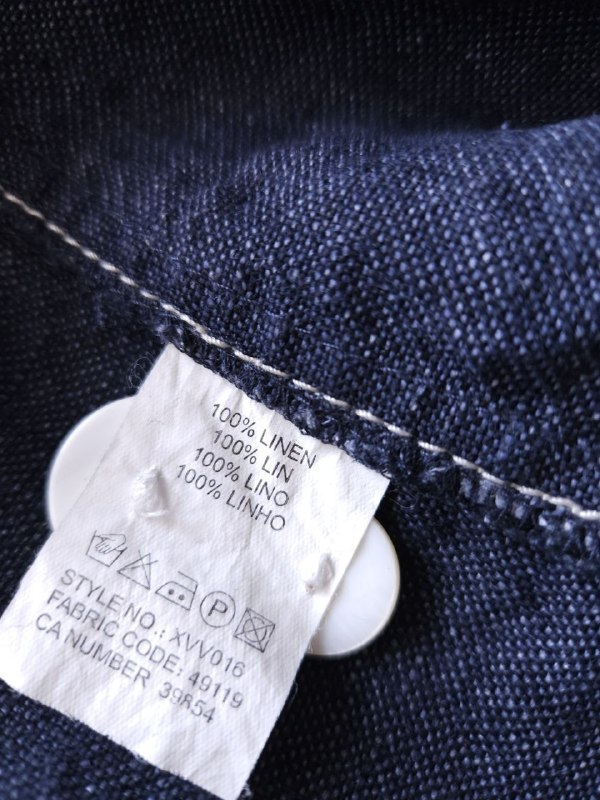 100% LINEN
100% LIN
100% LINO
100% LINHO
P
STYLE NO.: XVV016
FABRIC CODE: 49119
CA NUMBER 39854